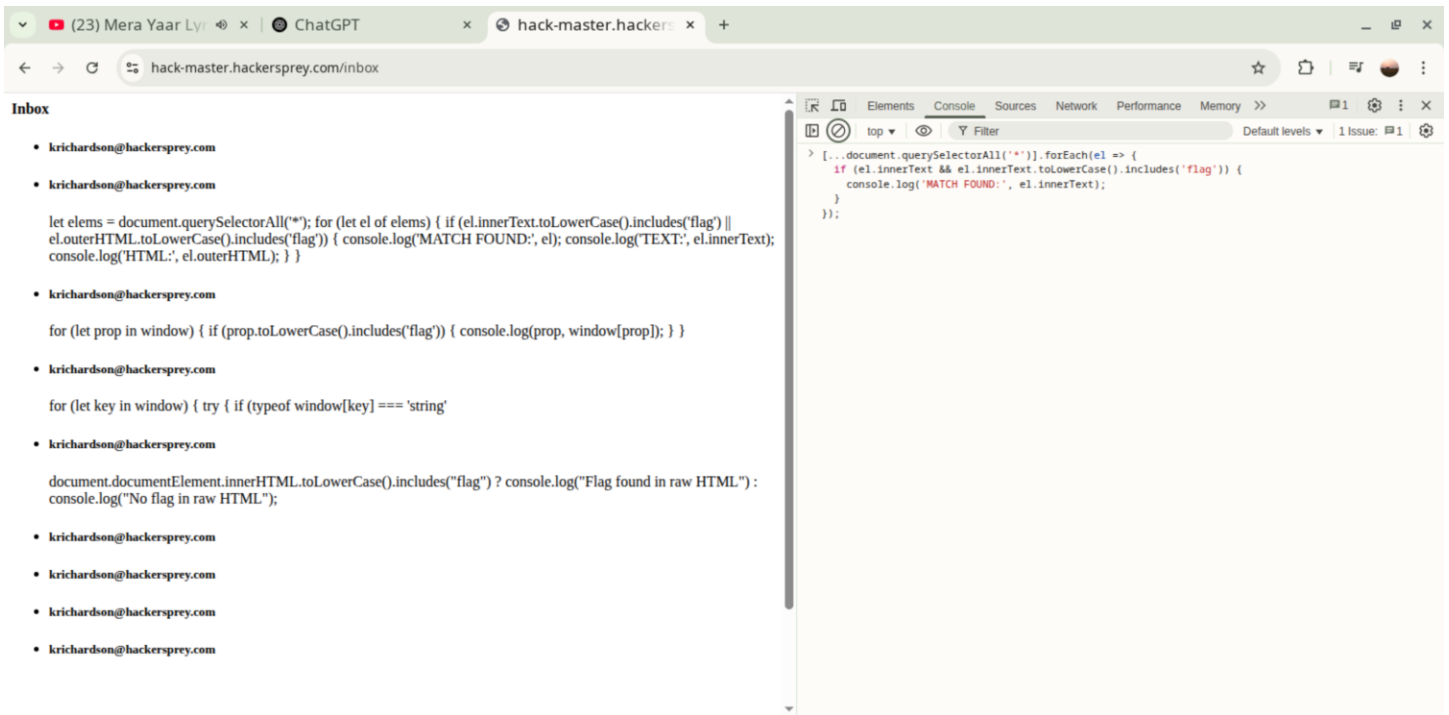 (23) Mera Yaar Lyr
ChatGPT
hack-master.hackers
hack-master.hackersprey.com/inbox
Inbox
krichardson@hackersprey.com
krichardson@hackersprey.com
let elems = document.querySelectorAll('*'); for (let el of elems) { if (el.innerText.toLowerCase().includes('flag') ||
el.outerHTML.toLowerCase().includes('flag')) { console.log('MATCH FOUND:', el); console.log('TEXT:', el.innerText);
console.log('HTML:', el.outerHTML); } }
krichardson@hackersprey.com
for (let prop in window) { if (prop.toLowerCase().includes('flag')) { console.log(prop, window[prop]); } }
krichardson@hackersprey.com
for (let key in window) { try { if (typeof window[key] === 'string'
krichardson@hackersprey.com
document.documentElement.innerHTML.toLowerCase().includes("flag") ? console.log("Flag found in raw HTML") :
console.log("No flag in raw HTML");
krichardson@hackersprey.com
krichardson@hackersprey.com
krichardson@hackersprey.com
krichardson@hackersprey.com
Elements Console Sources Network Performance Memory 1
top Filter Default levels 1 Issue: 1
[...document.querySelectorAll('*')].forEach(el => {
if (el.innerText && el.innerText.toLowerCase().includes('flag')) {
console.log('MATCH FOUND:', el.innerText);
}
});